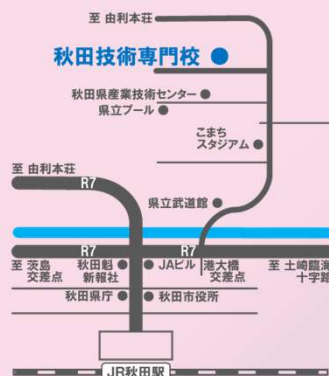 至 由利本荘
秋田技術専門校
秋田県産業技術センター
県立プール
こまち
スタジアム
至 由利本荘
R7
県立武道館
R7
R7
至 茨島
交差点
秋田魁
新報社
JAビル
港大橋
交差点
至 土崎臨海
十字路
秋田県庁
秋田市役所
JR秋田駅